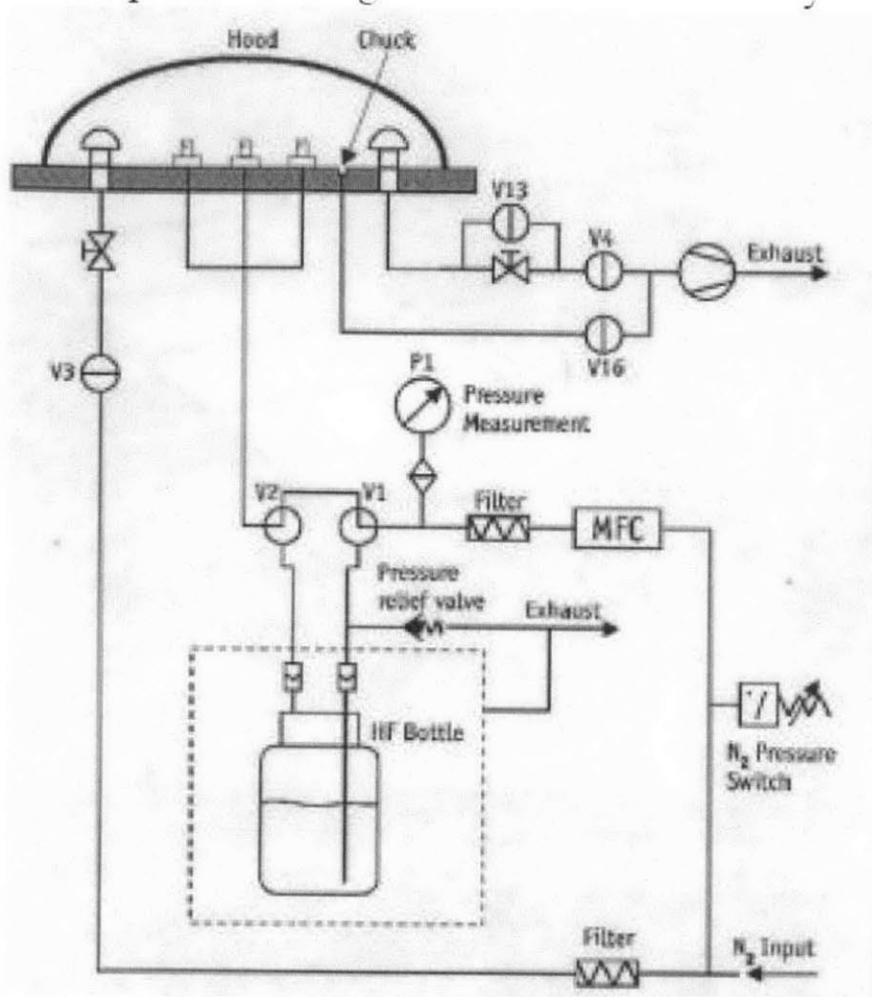 Hood
Chuck
V13
V4
Exhaust
V16
V3
P1
Pressure
Measurement
V2
V1
Filter
MFC
Pressure
relief valve
Exhaust
HF Bottle
N₂ Pressure
Switch
Filter
N₂ Input